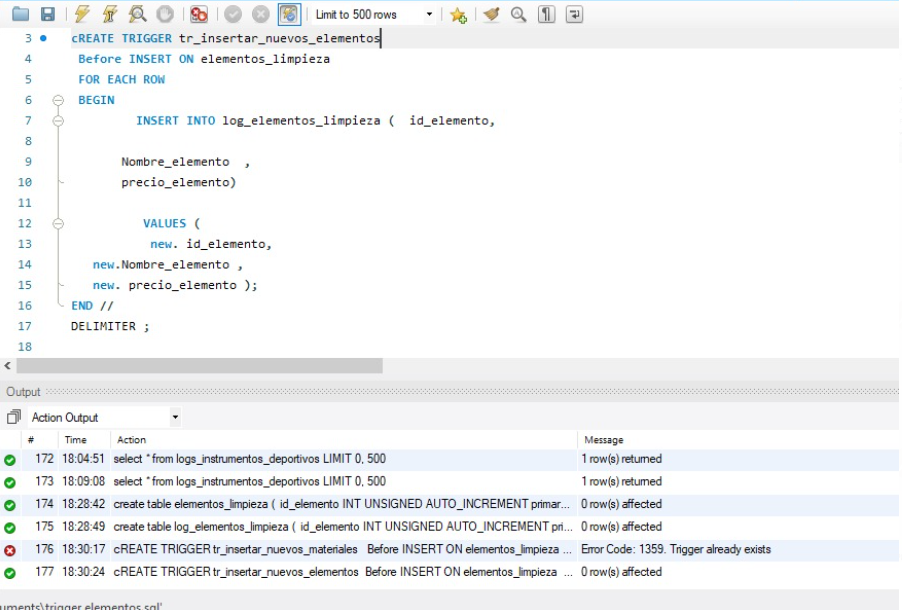 Limit to 500 rows
3 cREATE TRIGGER tr_insertar_nuevos_elementos
4 Before INSERT ON elementos_limpieza
5 FOR EACH ROW
6 BEGIN
7 INSERT INTO log_elementos_limpieza (  id_elemento,
8
9 Nombre_elemento  ,
10 precio_elemento)
11
12 VALUES (
13 new. id_elemento,
14 new.Nombre_elemento ,
15 new. precio_elemento );
16 END //
17 DELIMITER ;
18
Output
Action Output
# Time Action Message
172 18:04:51 select * from logs_instrumentos_deportivos LIMIT 0, 500 1 row(s) returned
173 18:09:08 select * from logs_instrumentos_deportivos LIMIT 0, 500 1 row(s) returned
174 18:28:42 create table elementos_limpieza ( id_elemento INT UNSIGNED AUTO_INCREMENT primar... 0 row(s) affected
175 18:28:49 create table log_elementos_limpieza ( id_elemento INT UNSIGNED AUTO_INCREMENT pri... 0 row(s) affected
176 18:30:17 cREATE TRIGGER tr_insertar_nuevos_materiales Before INSERT ON elementos_limpieza ... Error Code: 1359. Trigger already exists
177 18:30:24 cREATE TRIGGER tr_insertar_nuevos_elementos Before INSERT ON elementos_limpieza ... 0 row(s) affected
uments\trigger elementos.sql'